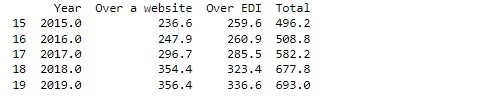 Year Over a website Over EDI Total
15 2015.0 236.6 259.6 496.2
16 2016.0 247.9 260.9 508.8
17 2017.0 296.7 285.5 582.2
18 2018.0 354.4 323.4 677.8
19 2019.0 356.4 336.6 693.0